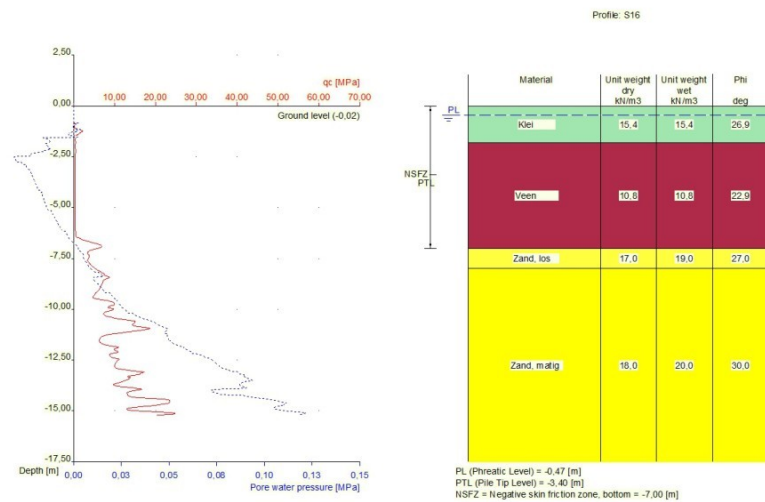 Profile: S16
2,50
qc [MPa]
10,00 20,00 30,00 40,00 50,00 60,00 70,00
0,00
Ground level (-0,02)
-2,50
-5,00
-7,50
-10,00
-12,50
-15,00
-17,50
Depth [m]
0,00 0,03 0,05 0,08 0,10 0,13 0,15
Pore water pressure [MPa]
Material Unit weight dry kN/m3 Unit weight wet kN/m3 Phi deg
PL
Klei 15,4 15,4 26,9
NSFZ
PTL
Veen 10,8 10,8 22,9
Zand, los 17,0 19,0 27,0
Zand, matig 18,0 20,0 30,0
PL (Phreatic Level) = -0,47 [m]
PTL (Pile Tip Level) = -3,40 [m]
NSFZ = Negative skin friction zone, bottom = -7,00 [m]